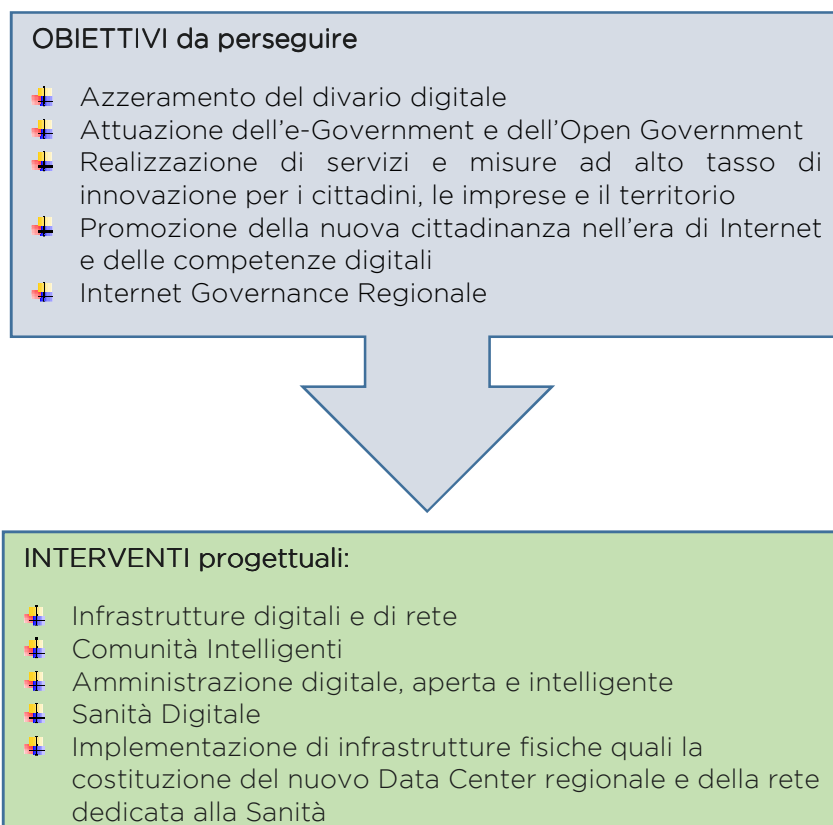 OBIETTIVI da perseguire
Azzeramento del divario digitale
Attuazione dell’e-Government e dell’Open Government
Realizzazione di servizi e misure ad alto tasso di
innovazione per i cittadini, le imprese e il territorio
Promozione della nuova cittadinanza nell’era di Internet
e delle competenze digitali
Internet Governance Regionale
INTERVENTI progettuali:
Infrastrutture digitali e di rete
Comunità Intelligenti
Amministrazione digitale, aperta e intelligente
Sanità Digitale
Implementazione di infrastrutture fisiche quali la
costituzione del nuovo Data Center regionale e della rete
dedicata alla Sanità